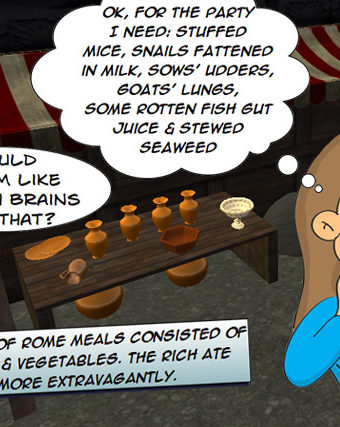 OK, FOR THE PARTY
I NEED: STUFFED
MICE, SNAILS FATTENED
IN MILK, SOWS' UDDERS,
GOATS' LUNGS,
SOME ROTTEN FISH GUT
JUICE & STEWED
SEAWEED
LIKE
BRAINS
THAT?
OF ROME MEALS CONSISTED OF
& VEGETABLES. THE RICH ATE
MORE EXTRAVAGANTLY.